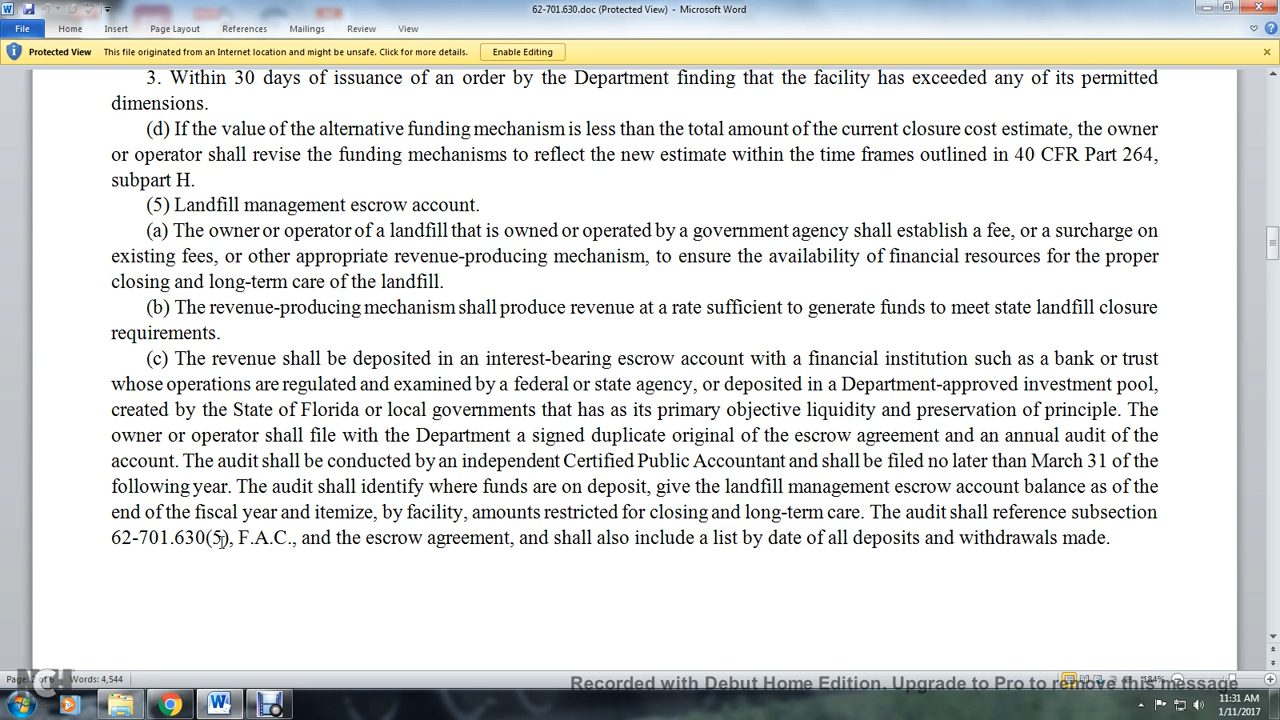 62-701.630.doc (Protected View) - Microsoft Word
File Home Insert Page Layout References Mailings Review View
Protected View This file originated from an Internet location and might be unsafe. Click for more details. Enable Editing
3. Within 30 days of issuance of an order by the Department finding that the facility has exceeded any of its permitted
dimensions.
(d) If the value of the alternative funding mechanism is less than the total amount of the current closure cost estimate, the owner
or operator shall revise the funding mechanisms to reflect the new estimate within the time frames outlined in 40 CFR Part 264,
subpart H.
(5) Landfill management escrow account.
(a) The owner or operator of a landfill that is owned or operated by a government agency shall establish a fee, or a surcharge on
existing fees, or other appropriate revenue-producing mechanism, to ensure the availability of financial resources for the proper
closing and long-term care of the landfill.
(b) The revenue-producing mechanism shall produce revenue at a rate sufficient to generate funds to meet state landfill closure
requirements.
(c) The revenue shall be deposited in an interest-bearing escrow account with a financial institution such as a bank or trust
whose operations are regulated and examined by a federal or state agency, or deposited in a Department-approved investment pool,
created by the State of Florida or local governments that has as its primary objective liquidity and preservation of principle. The
owner or operator shall file with the Department a signed duplicate original of the escrow agreement and an annual audit of the
account. The audit shall be conducted by an independent Certified Public Accountant and shall be filed no later than March 31 of the
following year. The audit shall identify where funds are on deposit, give the landfill management escrow account balance as of the
end of the fiscal year and itemize, by facility, amounts restricted for closing and long-term care. The audit shall reference subsection
62-701.630(5), F.A.C., and the escrow agreement, and shall also include a list by date of all deposits and withdrawals made.
Page: 2 of 6 Words: 4,544 184%
NCH
Recorded with Debut Home Edition. Upgrade to Pro to remove this message
11:31 AM
1/11/2017